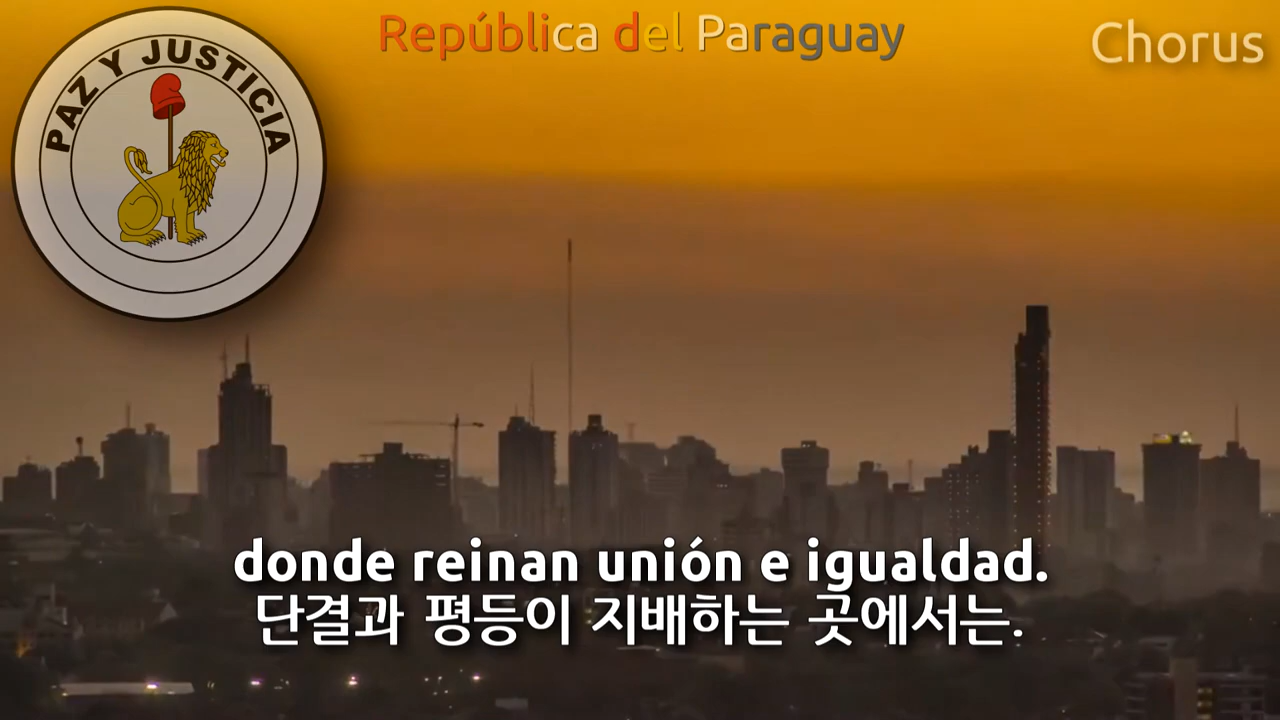 PAZ Y JUSTICIA
República del Paraguay
Chorus
donde reinan unión e igualdad.
단결과 평등이 지배하는 곳에서는.